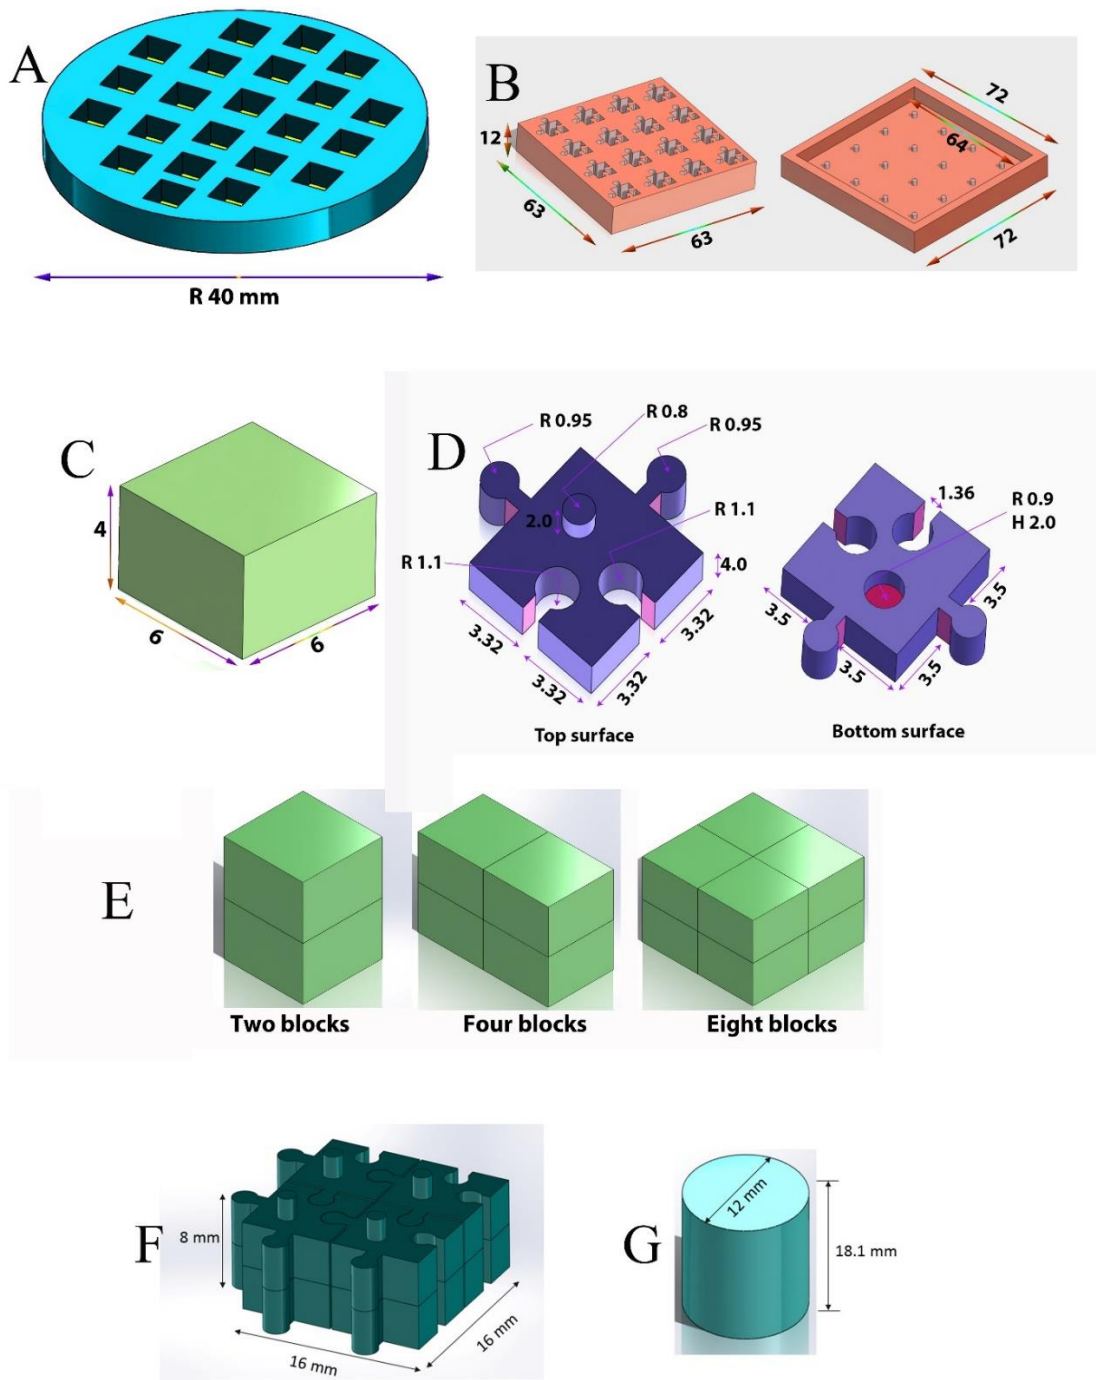 A
R 40 mm
B
12
63
63
72
64
72
C
4
6
6
D
R 0.95
R 0.8
R 0.95
2.0
R 1.1
R 1.1
4.0
3.32
3.32
3.32
3.32
Top surface
1.36
R 0.9
H 2.0
3.5
3.5
3.5
3.5
Bottom surface
E
Two blocks
Four blocks
Eight blocks
F
8 mm
16 mm
16 mm
G
12 mm
18.1 mm